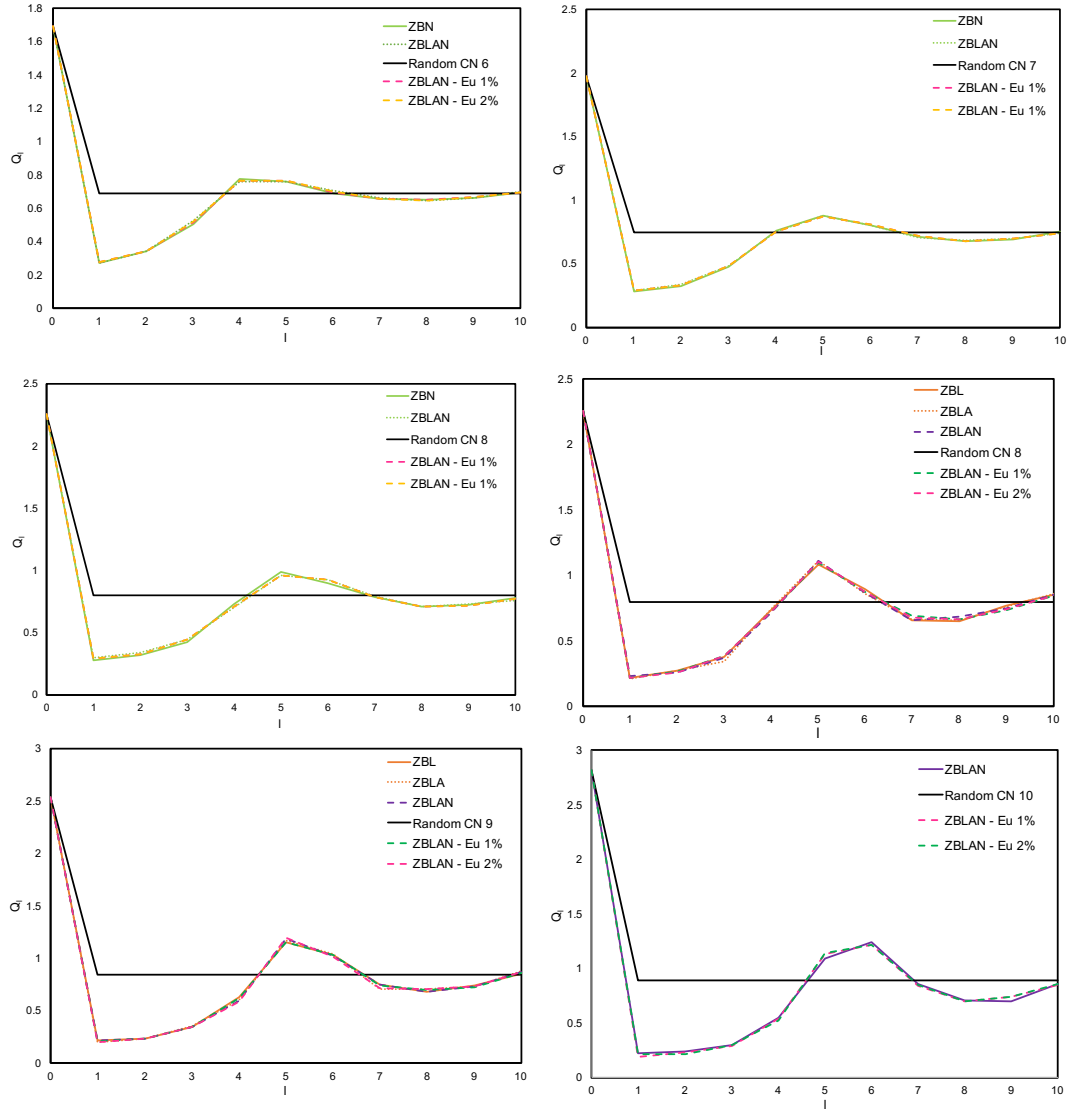 1.8
1.6
1.4
1.2
1
0.8
0.6
0.4
0.2
0
Q_l
0 1 2 3 4 5 6 7 8 9 10
l
ZBN
ZBLAN
Random CN 6
ZBLAN - Eu 1%
ZBLAN - Eu 2%
2.5
2
1.5
1
0.5
0
Q_l
0 1 2 3 4 5 6 7 8 9 10
l
ZBN
ZBLAN
Random CN 7
ZBLAN - Eu 1%
ZBLAN - Eu 1%
2.5
2
1.5
1
0.5
0
Q_l
0 1 2 3 4 5 6 7 8 9 10
l
ZBN
ZBLAN
Random CN 8
ZBLAN - Eu 1%
ZBLAN - Eu 1%
2.5
2
1.5
1
0.5
0
Q_l
0 1 2 3 4 5 6 7 8 9 10
l
ZBL
ZBLA
ZBLAN
Random CN 8
ZBLAN - Eu 1%
ZBLAN - Eu 2%
3
2.5
2
1.5
1
0.5
0
Q_l
0 1 2 3 4 5 6 7 8 9 10
l
ZBL
ZBLA
ZBLAN
Random CN 9
ZBLAN - Eu 1%
ZBLAN - Eu 2%
3
2.5
2
1.5
1
0.5
0
Q_l
0 1 2 3 4 5 6 7 8 9 10
l
ZBLAN
Random CN 10
ZBLAN - Eu 1%
ZBLAN - Eu 2%